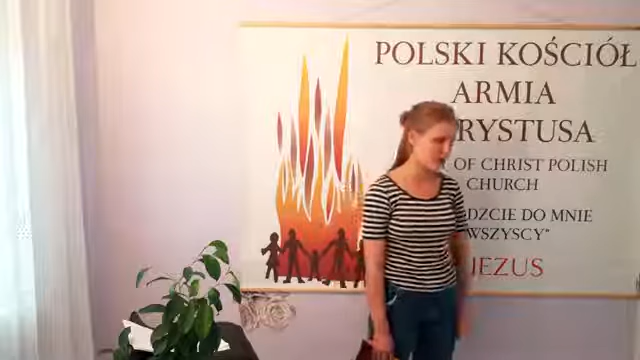 POLSKI KOŚCIÓŁ
ARMIA
RYSTUSA
OF CHRIST POLISH
CHURCH
DZCIE DO MNIE
WSZYSCY"
JEZUS